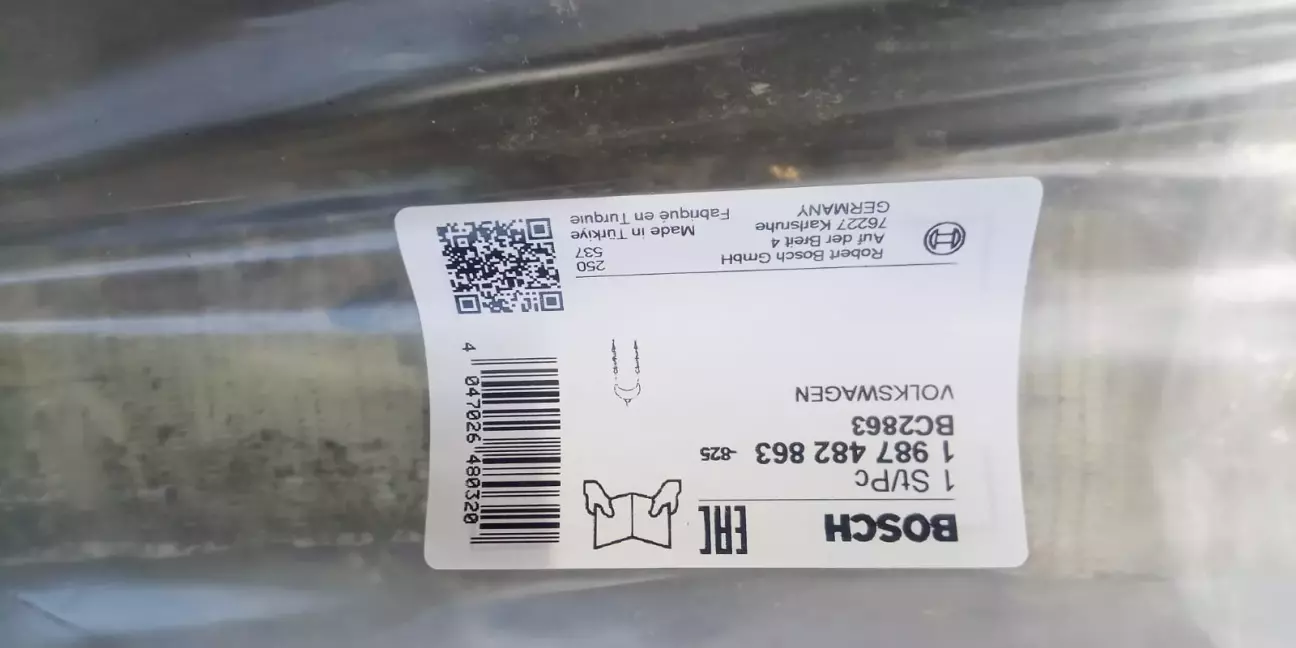 BOSCH
EAC
1 St/Pc
1 987 482 863 -825
BC2863
VOLKSWAGEN
4 047026 480320
Robert Bosch GmbH
Auf der Breit 4
76227 Karlsruhe
GERMANY
250
537
Made in Türkiye
Fabriqué en Turquie